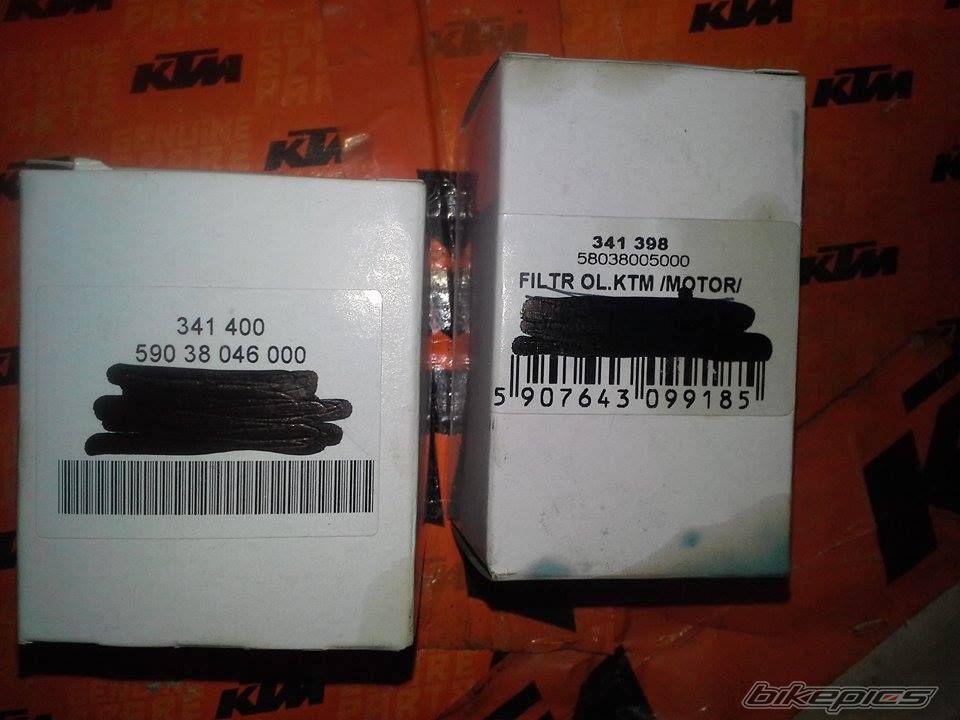 KTM
KTM
KTM
KTM
341 400
590 38 046 000
341 398
58038005000
FILTR OL.KTM /MOTOR/
5 907643 099185
KTM
KTM
bikepics